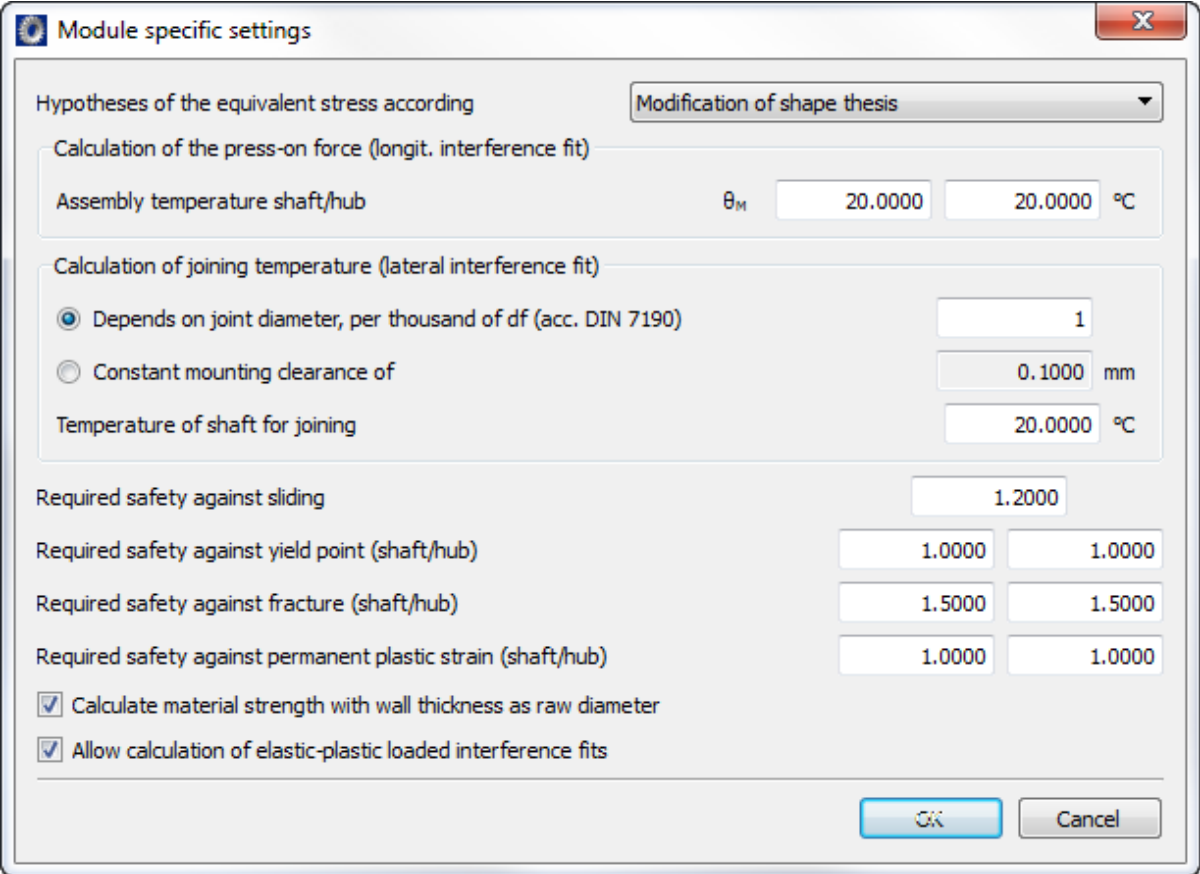 Module specific settings
Hypotheses of the equivalent stress according Modification of shape thesis
Calculation of the press-on force (longit. interference fit)
Assembly temperature shaft/hub θM 20.0000 20.0000 °C
Calculation of joining temperature (lateral interference fit)
Depends on joint diameter, per thousand of df (acc. DIN 7190) 1
Constant mounting clearance of 0.1000 mm
Temperature of shaft for joining 20.0000 °C
Required safety against sliding 1.2000
Required safety against yield point (shaft/hub) 1.0000 1.0000
Required safety against fracture (shaft/hub) 1.5000 1.5000
Required safety against permanent plastic strain (shaft/hub) 1.0000 1.0000
Calculate material strength with wall thickness as raw diameter
Allow calculation of elastic-plastic loaded interference fits
OK Cancel